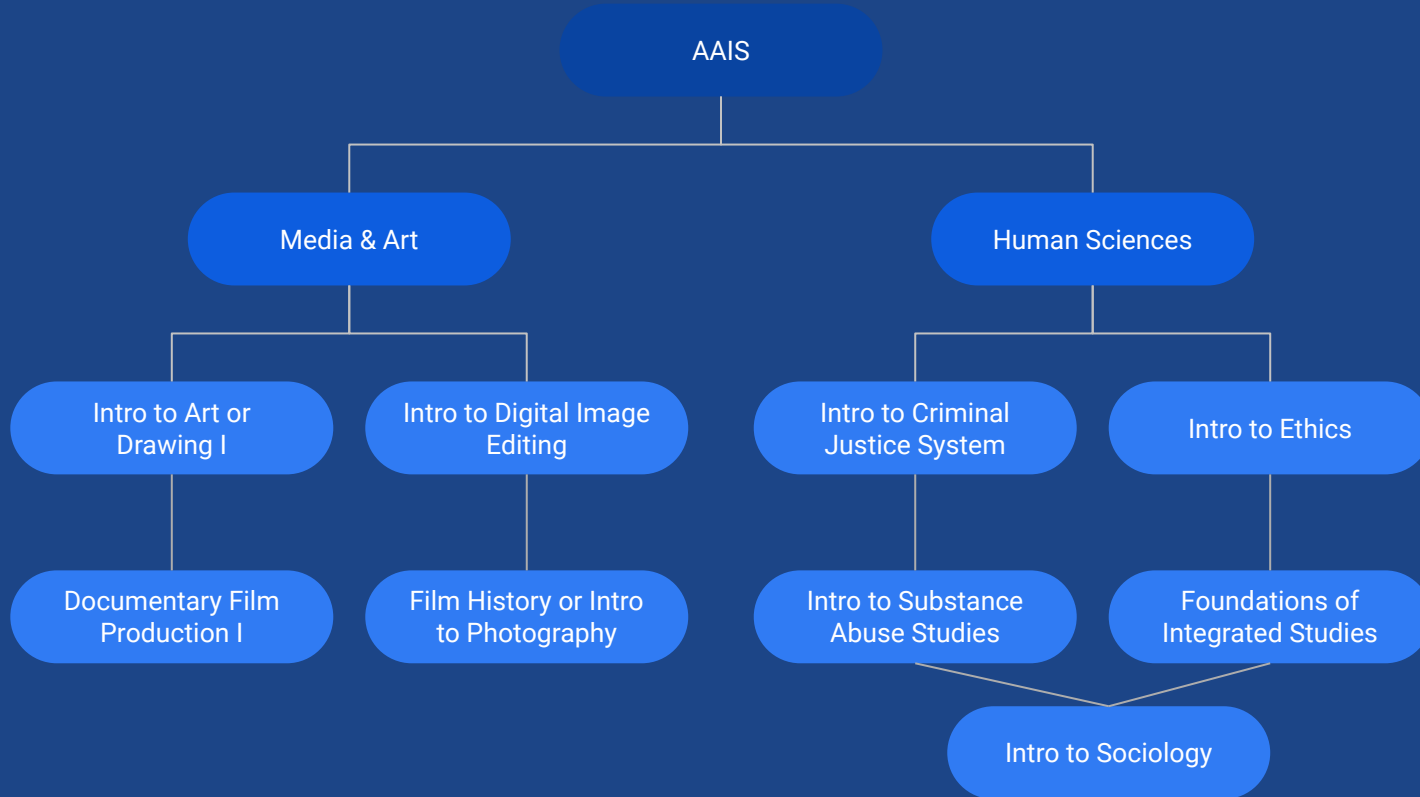 AAIS
Media & Art
Human Sciences
Intro to Art or
Drawing I
Intro to Digital Image
Editing
Intro to Criminal
Justice System
Intro to Ethics
Documentary Film
Production I
Film History or Intro
to Photography
Intro to Substance
Abuse Studies
Foundations of
Integrated Studies
Intro to Sociology